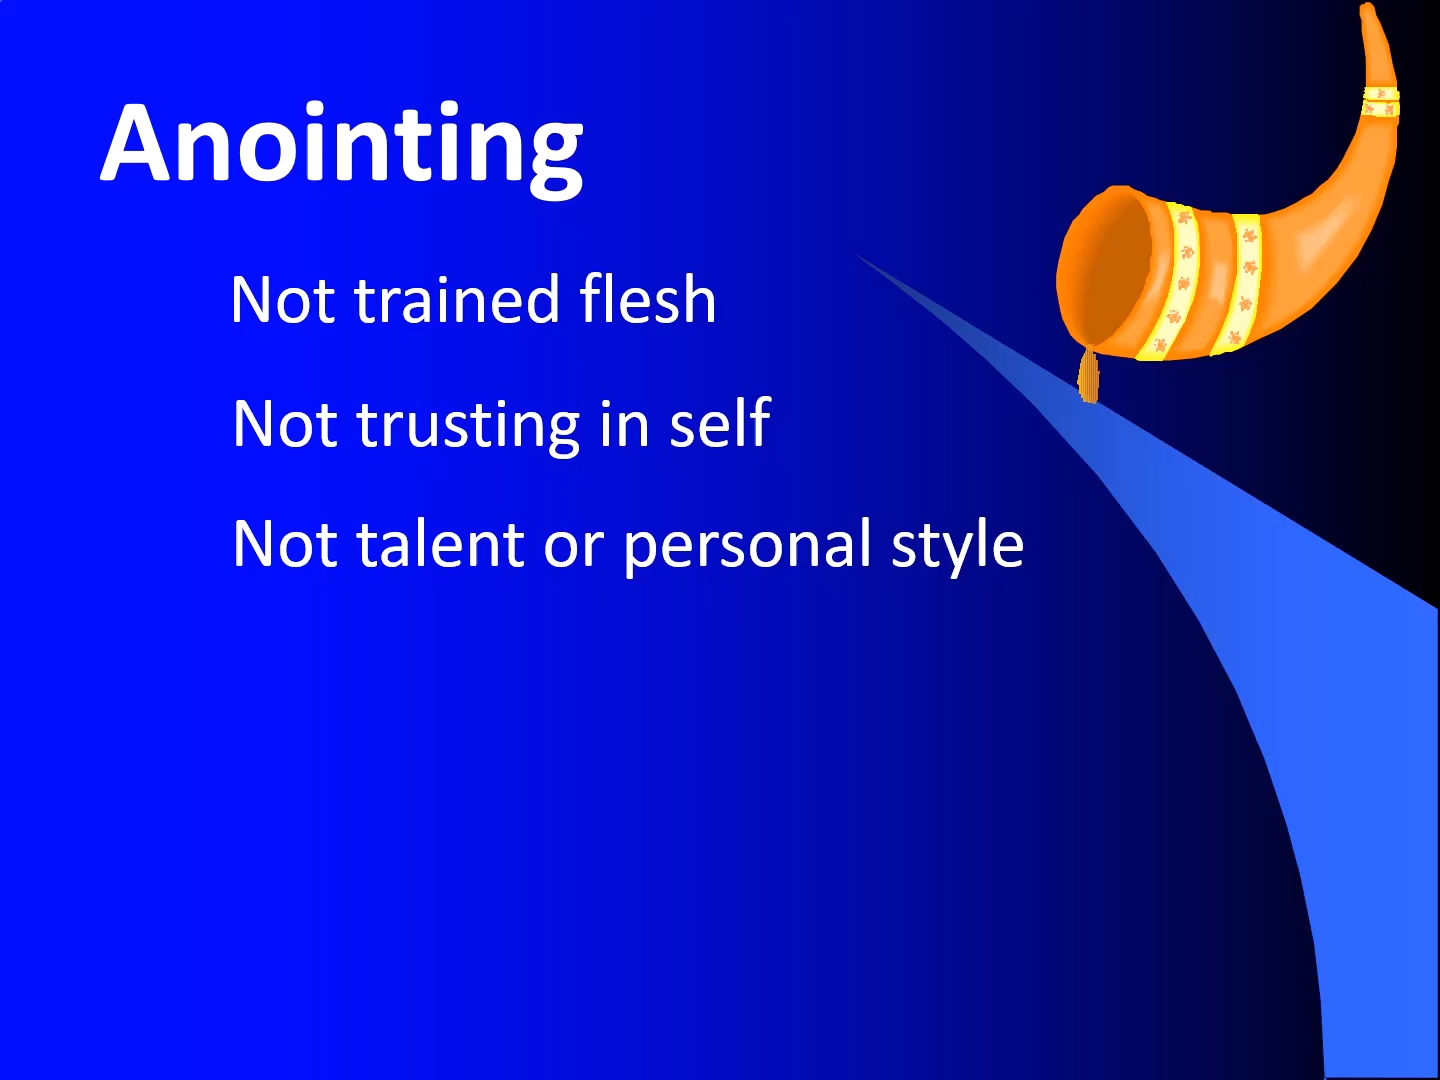 Anointing
Not trained flesh
Not trusting in self
Not talent or personal style